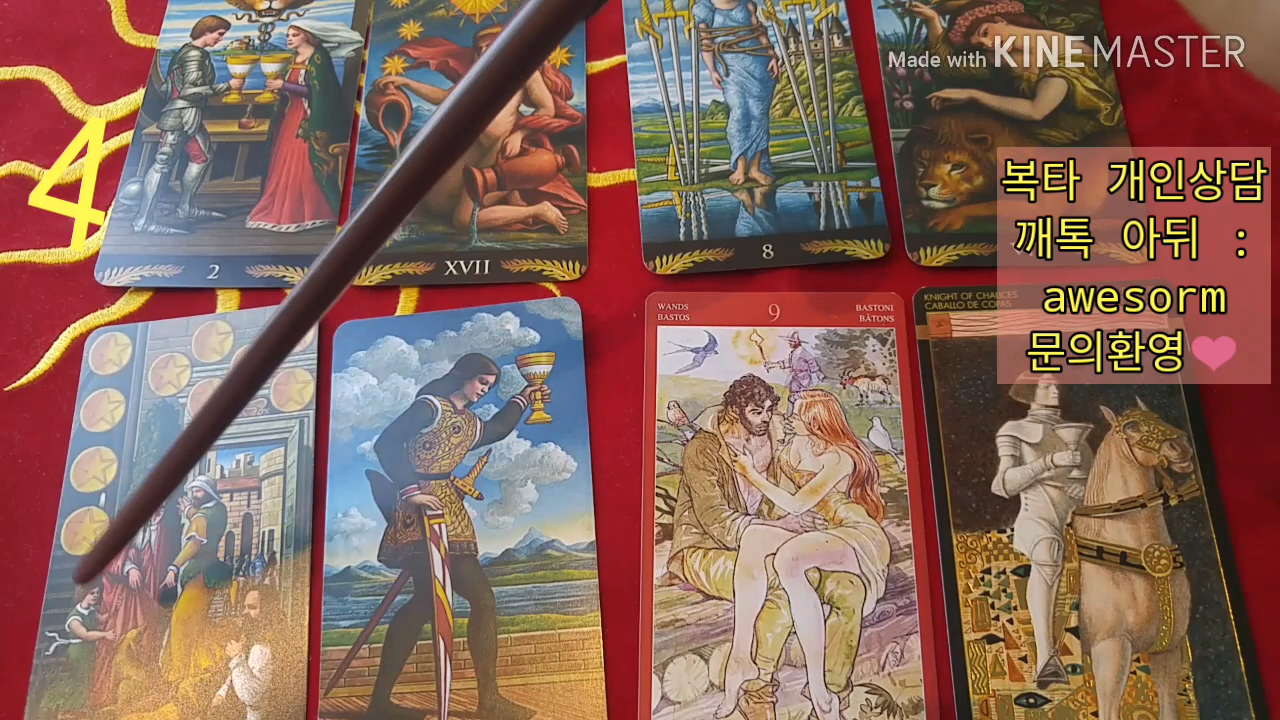 Made with KINEMASTER
4
복타 개인상담
깨톡 아뒤 :
awesorm
문의환영
2
XVII
8
WANDS
BASTOS
9
BASTONI
BÂTONS
KNIGHT OF CHALICES
CABALLO DE COPAS